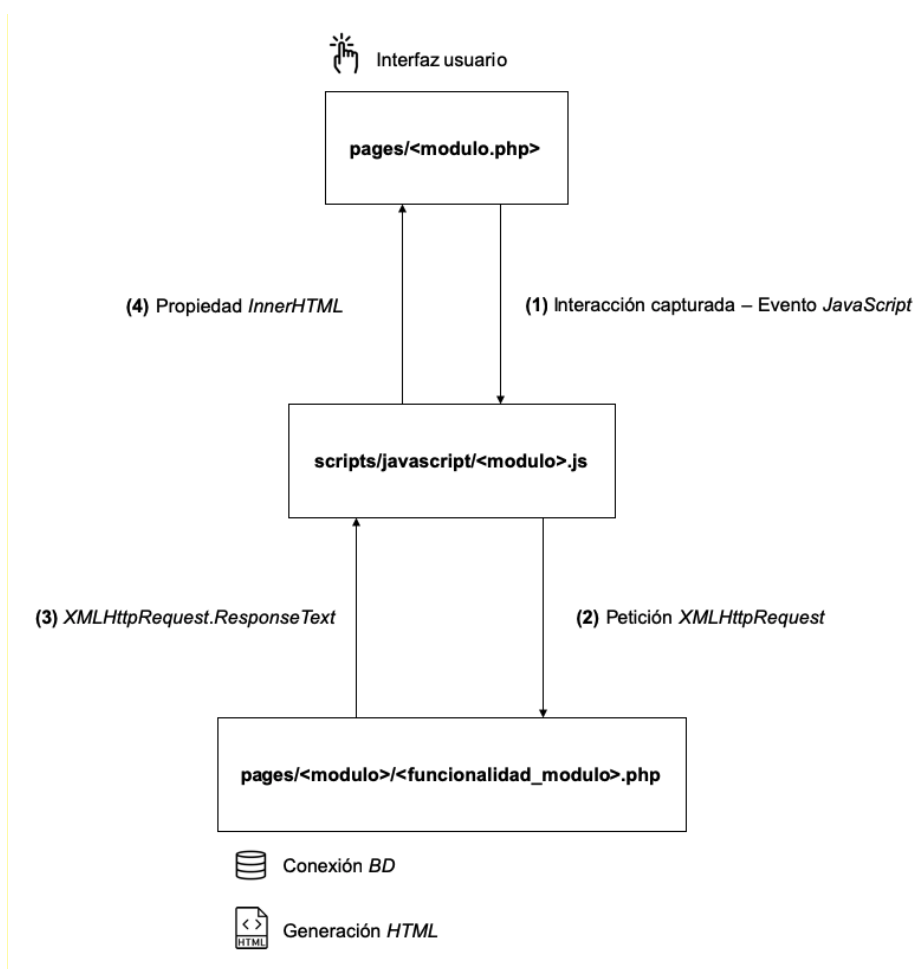 Interfaz usuario
pages/<modulo.php>
(4) Propiedad InnerHTML
(1) Interacción capturada – Evento JavaScript
scripts/javascript/<modulo>.js
(3) XMLHttpRequest.ResponseText
(2) Petición XMLHttpRequest
pages/<modulo>/<funcionalidad_modulo>.php
Conexión BD
< >
HTML
Generación HTML